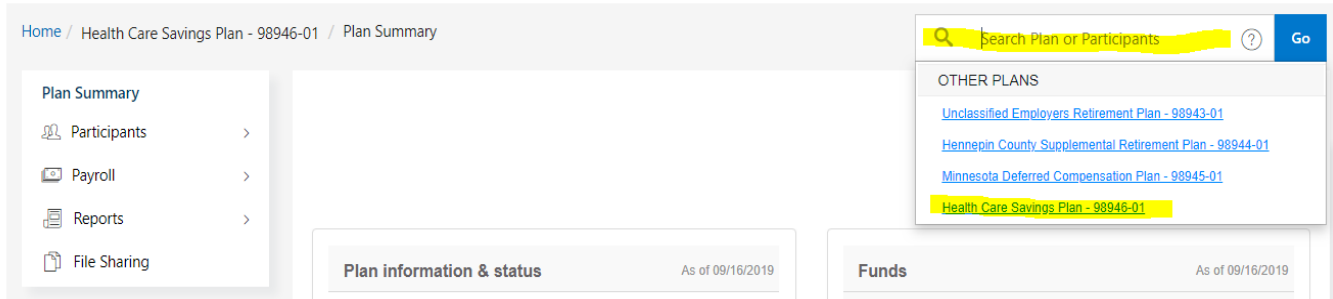 Home / Health Care Savings Plan - 98946-01 / Plan Summary
Search Plan or Participants ? Go
OTHER PLANS
Unclassified Employers Retirement Plan - 98943-01
Hennepin County Supplemental Retirement Plan - 98944-01
Minnesota Deferred Compensation Plan - 98945-01
Health Care Savings Plan - 98946-01
Plan Summary
Participants
Payroll
Reports
File Sharing
Plan information & status As of 09/16/2019
Funds As of 09/16/2019